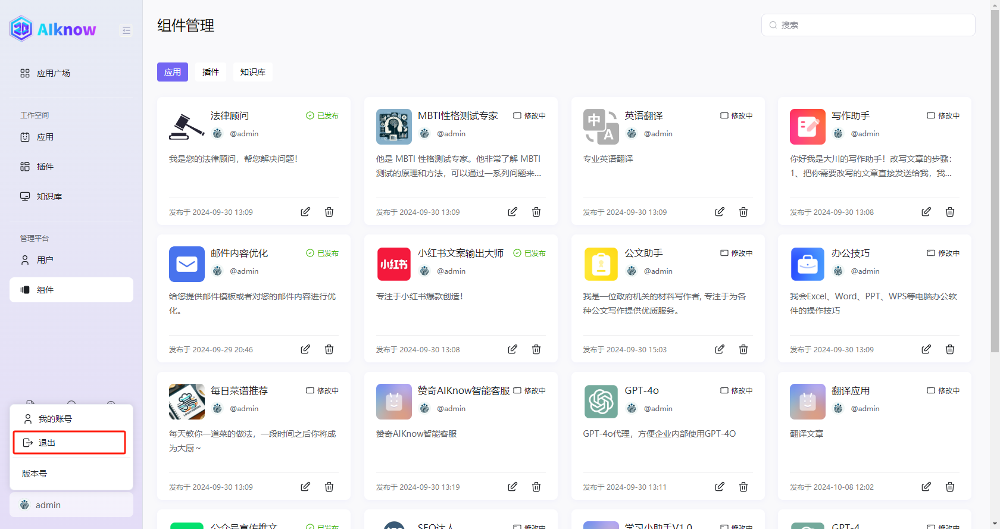 AIknow
应用广场
工作空间
应用
插件
知识库
管理平台
用户
组件
我的账号
退出
版本号
admin
组件管理
搜索
应用
插件
知识库
法律顾问
已发布
@admin
我是您的法律顾问，帮您解决问题！
发布于 2024-09-30 13:09
MBTI性格测试专家
修改中
@admin
他是 MBTI 性格测试专家。他非常了解 MBTI
测试的原理和方法，可以通过一系列问题来...
发布于 2024-09-30 13:09
中
A
英语翻译
修改中
@admin
专业英语翻译
发布于 2024-09-30 13:09
写作助手
修改中
@admin
你好我是大川的写作助手！改写文章的步骤：
1、把你需要改写的文章直接发送给我，我...
发布于 2024-09-30 13:08
邮件内容优化
已发布
@admin
给您提供邮件模板或者对您的邮件内容进行优
化。
发布于 2024-09-29 20:46
小红书
小红书文案输出大师
已发布
@admin
专注于小红书爆款创造！
发布于 2024-09-30 13:08
公文助手
修改中
@admin
我是一位政府机关的材料写作者, 专注于为各
种公文写作提供优质服务。
发布于 2024-09-30 15:03
办公技巧
修改中
@admin
我会Excel、Word、PPT、WPS等电脑办公软
件的操作技巧
发布于 2024-09-30 13:09
每日菜谱推荐
修改中
@admin
每天教你一道菜的做法，一段时间之后你将成
为大厨 ~
发布于 2024-09-30 13:09
赞奇AIKnow智能客服
修改中
@admin
赞奇AIKnow智能客服
发布于 2024-09-30 13:19
GPT-4o
修改中
@admin
GPT-4o代理，方便企业内部使用GPT-4O
发布于 2024-09-30 13:11
翻译应用
修改中
@admin
翻译文章
发布于 2024-10-08 12:02
公众号宣传推文
已发布
SEO达人
修改中
学习小助手V1.0
修改中
GPT-4
修改中